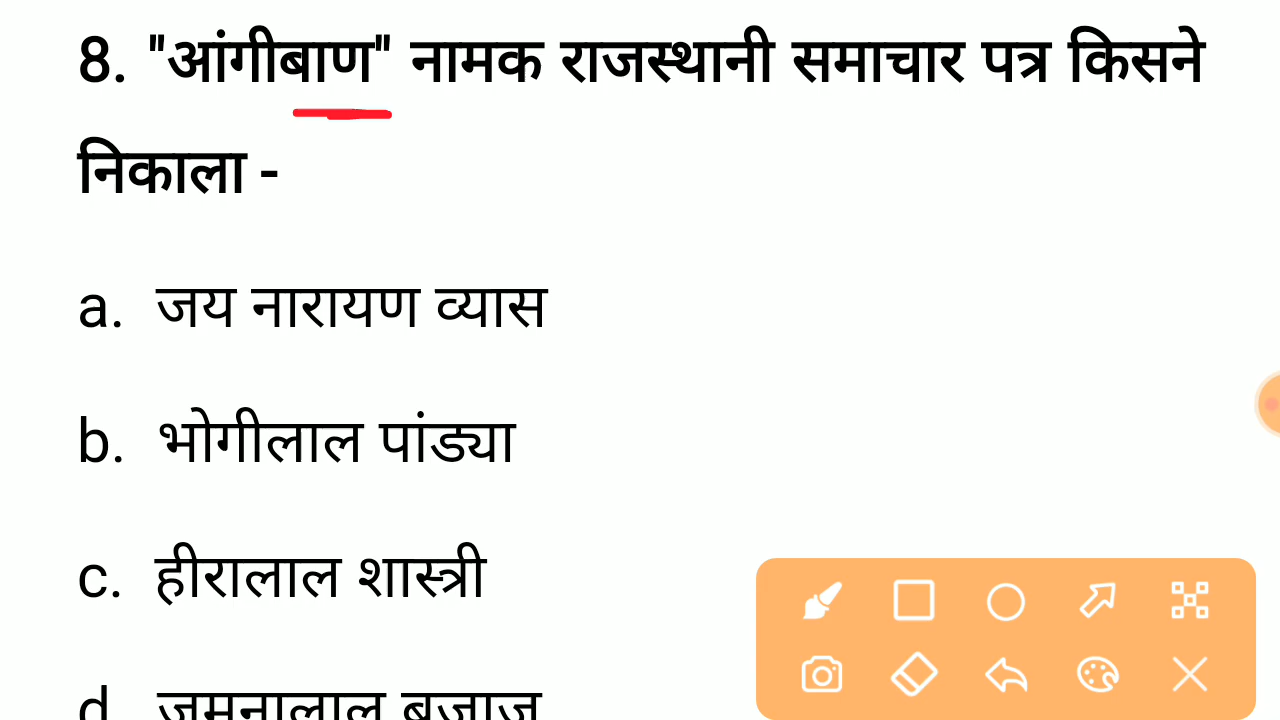 8. "आंगीबाण" नामक राजस्थानी समाचार पत्र किसने
निकाला -
a. जय नारायण व्यास
b. भोगीलाल पांड्या
c. हीरालाल शास्त्री
d. जमनालाल बजाज